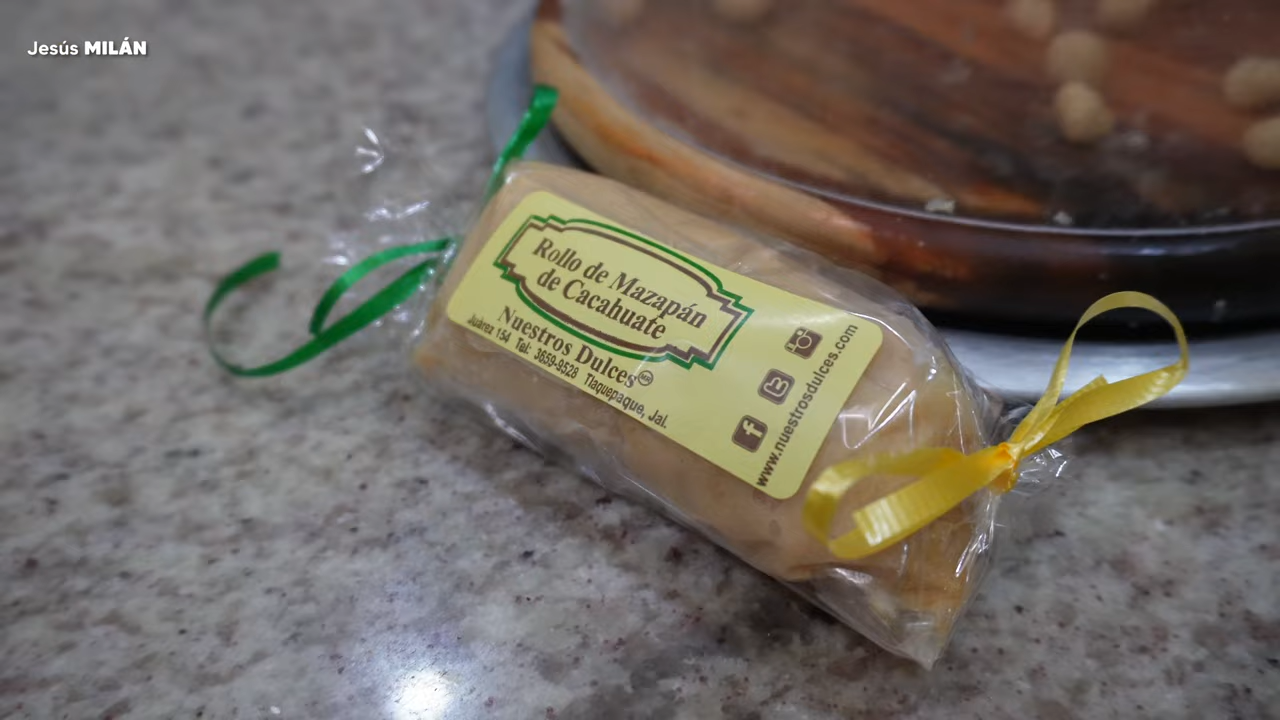 Jesús MILÁN
Rollo de Mazapán
de Cacahuate
Nuestros Dulces MR
Juárez 154 Tel: 3659-9528 Tlaquepaque, Jal.
www.nuestrosdulces.com